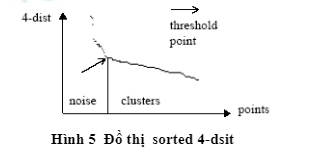 4-dist
threshold
point
noise
clusters
points
Hình 5 Đồ thị sorted 4-dsit